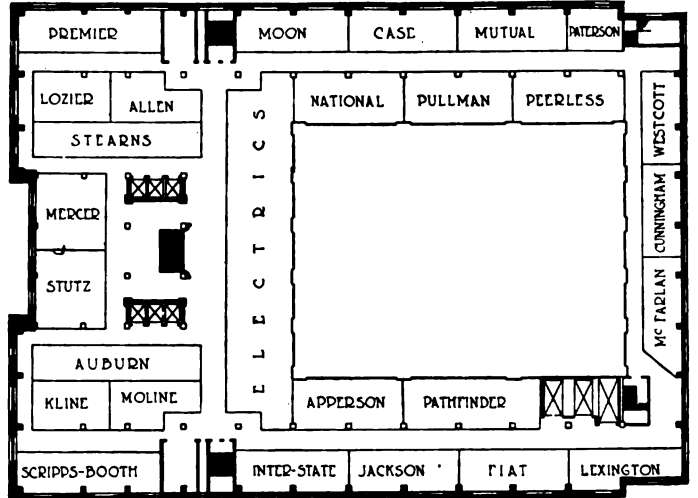 PREMIER
MOON
CASE
MUTUAL
PATERSON
LOZIER
ALLEN
STEARNS
NATIONAL
PULLMAN
PEERLESS
WESTCOTT
MERCER
STUTZ
ELECTRICS
CUNNINGHAM
McFARLAN
AUBURN
KLINE
MOLINE
APPERSON
PATHFINDER
SCRIPPS-BOOTH
INTER-STATE
JACKSON
FIAT
LEXINGTON